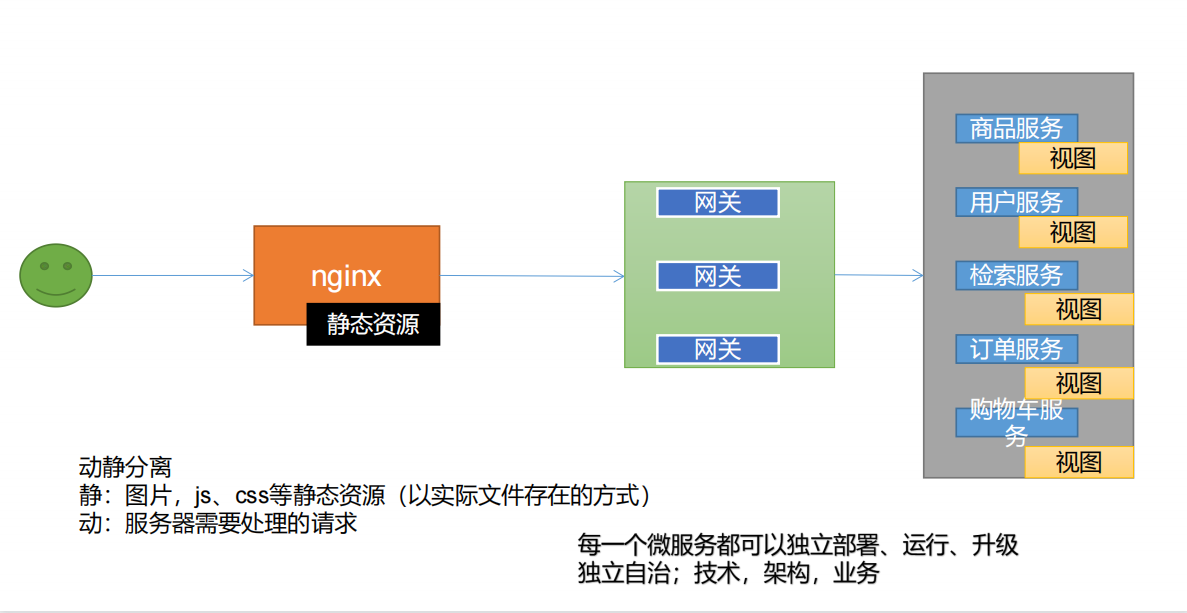 商品服务
视图
网关
用户服务
视图
nginx
网关
检索服务
视图
静态资源
网关
订单服务
视图
购物车服
务
视图
动静分离
静：图片，js、css等静态资源（以实际文件存在的方式）
动：服务器需要处理的请求
每一个微服务都可以独立部署、运行、升级
独立自治；技术，架构，业务